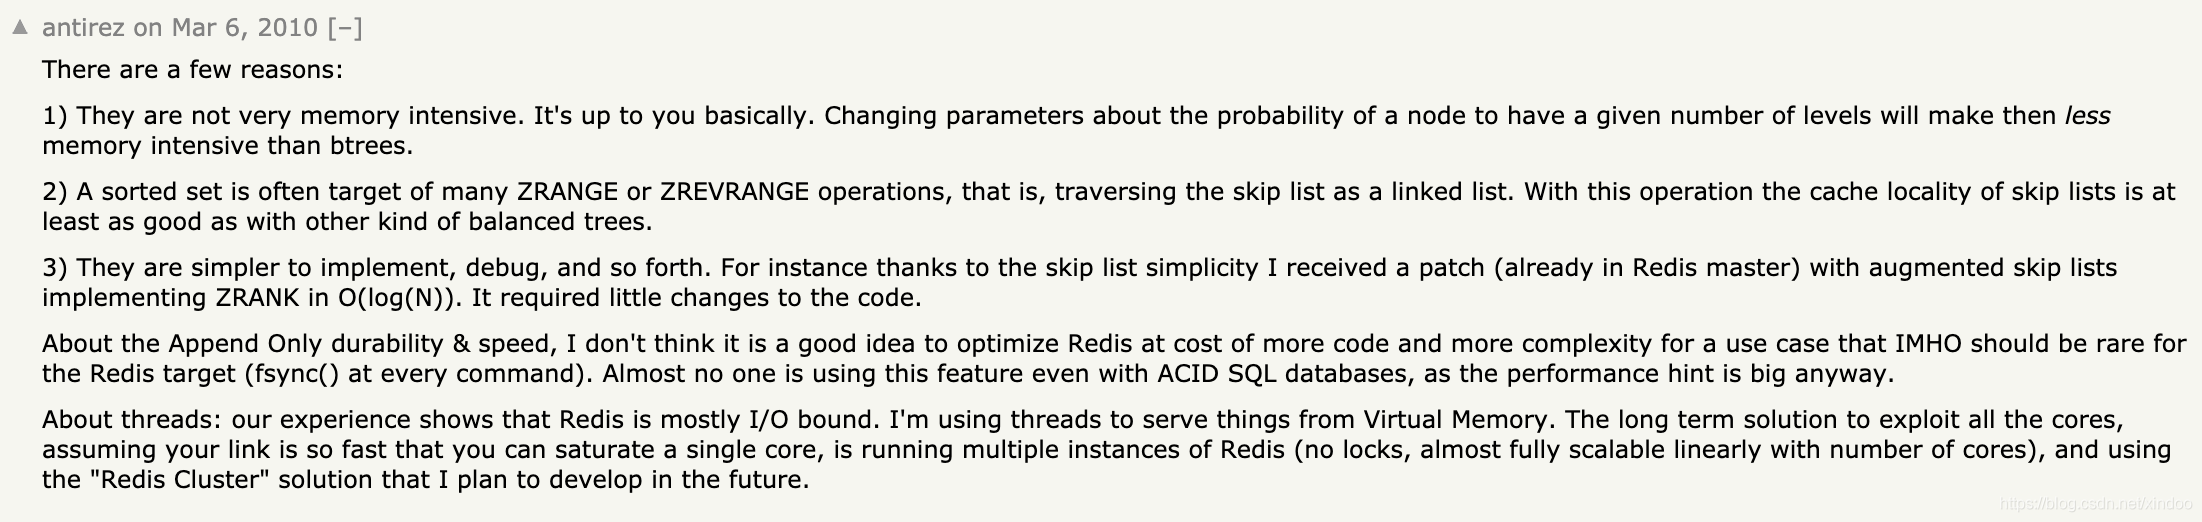 ▲ antirez on Mar 6, 2010 [–]
There are a few reasons:
1) They are not very memory intensive. It's up to you basically. Changing parameters about the probability of a node to have a given number of levels will make then less
memory intensive than btrees.
2) A sorted set is often target of many ZRANGE or ZREVRANGE operations, that is, traversing the skip list as a linked list. With this operation the cache locality of skip lists is at
least as good as with other kind of balanced trees.
3) They are simpler to implement, debug, and so forth. For instance thanks to the skip list simplicity I received a patch (already in Redis master) with augmented skip lists
implementing ZRANK in O(log(N)). It required little changes to the code.
About the Append Only durability & speed, I don't think it is a good idea to optimize Redis at cost of more code and more complexity for a use case that IMHO should be rare for
the Redis target (fsync() at every command). Almost no one is using this feature even with ACID SQL databases, as the performance hint is big anyway.
About threads: our experience shows that Redis is mostly I/O bound. I'm using threads to serve things from Virtual Memory. The long term solution to exploit all the cores,
assuming your link is so fast that you can saturate a single core, is running multiple instances of Redis (no locks, almost fully scalable linearly with number of cores), and using
the "Redis Cluster" solution that I plan to develop in the future.
https://blog.csdn.net/xindoo